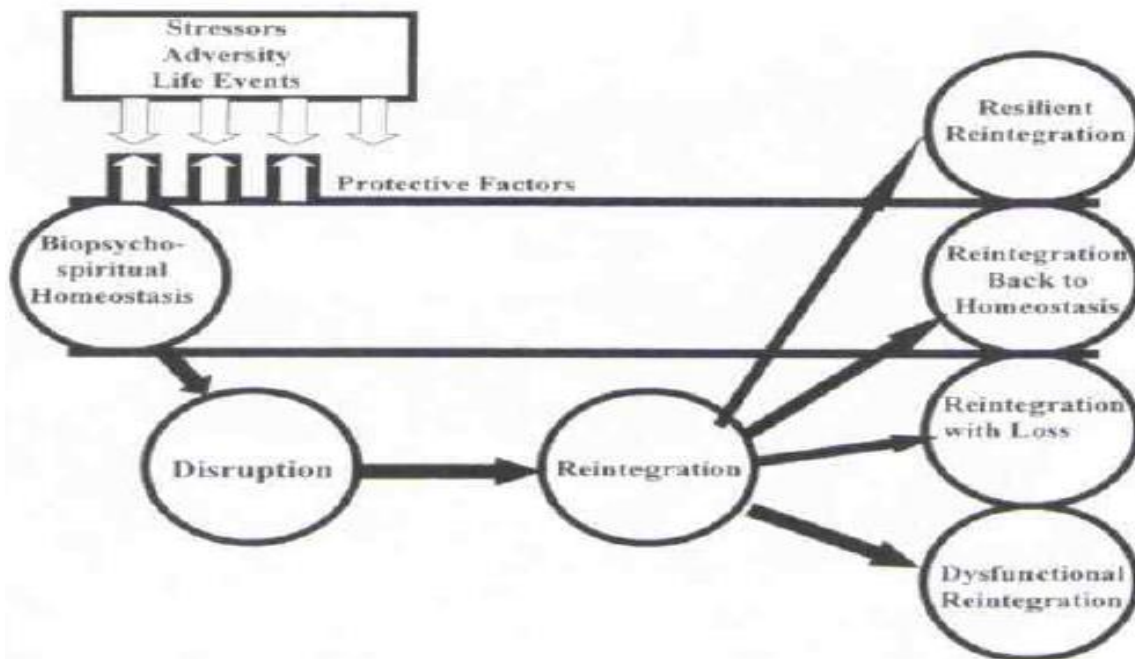 Stressors
Adversity
Life Events
Protective Factors
Biopsycho-
spiritual
Homeostasis
Disruption
Reintegration
Resilient
Reintegration
Reintegration
Back to
Homeostasis
Reintegration
with Loss
Dysfunctional
Reintegration